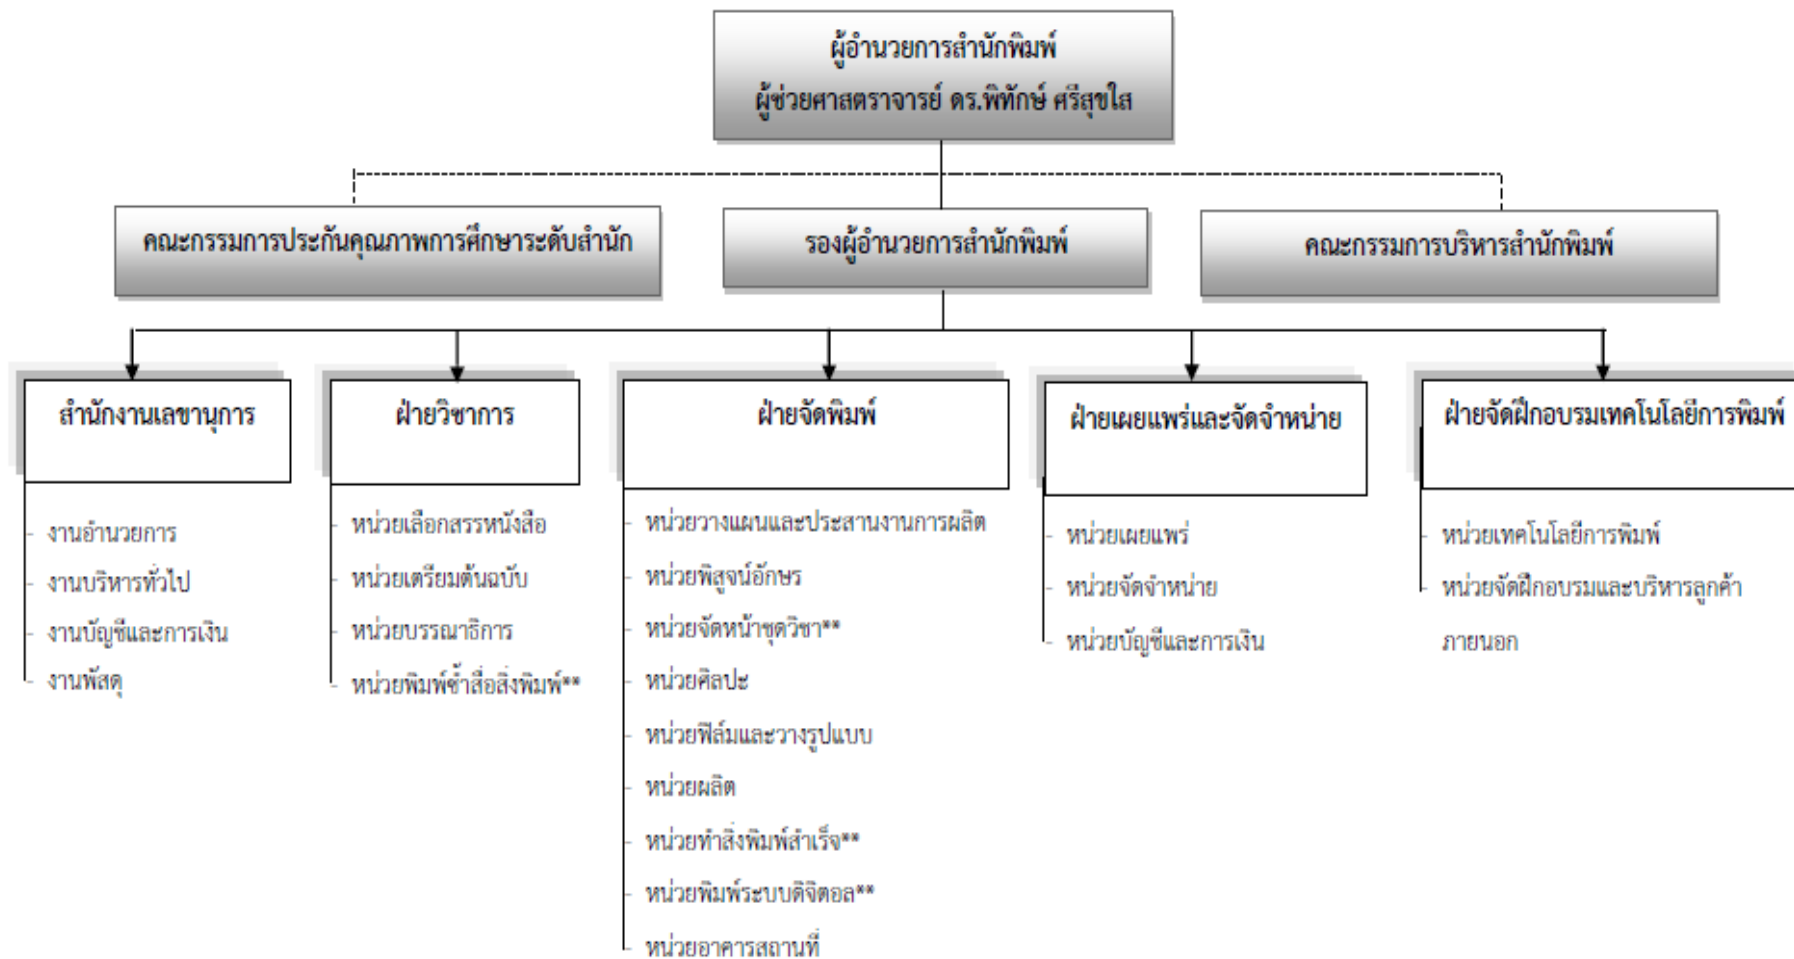 ผู้อำนวยการสำนักพิมพ์
ผู้ช่วยศาสตราจารย์ ดร.พิทักษ์ ศรีสุขใส
คณะกรรมการประกันคุณภาพการศึกษาระดับสำนัก
รองผู้อำนวยการสำนักพิมพ์
คณะกรรมการบริหารสำนักพิมพ์
สำนักงานเลขานุการ
- งานอำนวยการ
- งานบริหารทั่วไป
- งานบัญชีและการเงิน
- งานพัสดุ
ฝ่ายวิชาการ
- หน่วยเลือกสรรหนังสือ
- หน่วยเตรียมต้นฉบับ
- หน่วยบรรณาธิการ
- หน่วยพิมพ์ซ้ำสื่อสิ่งพิมพ์**
ฝ่ายจัดพิมพ์
- หน่วยวางแผนและประสานงานการผลิต
- หน่วยพิสูจน์อักษร
- หน่วยจัดหน้าชุดวิชา**
- หน่วยศิลปะ
- หน่วยฟิล์มและวางรูปแบบ
- หน่วยผลิต
- หน่วยทำสิ่งพิมพ์สำเร็จ**
- หน่วยพิมพ์ระบบดิจิตอล**
- หน่วยอาคารสถานที่
ฝ่ายเผยแพร่และจัดจำหน่าย
- หน่วยเผยแพร่
- หน่วยจัดจำหน่าย
- หน่วยบัญชีและการเงิน
ฝ่ายจัดฝึกอบรมเทคโนโลยีการพิมพ์
- หน่วยเทคโนโลยีการพิมพ์
- หน่วยจัดฝึกอบรมและบริหารลูกค้า
ภายนอก